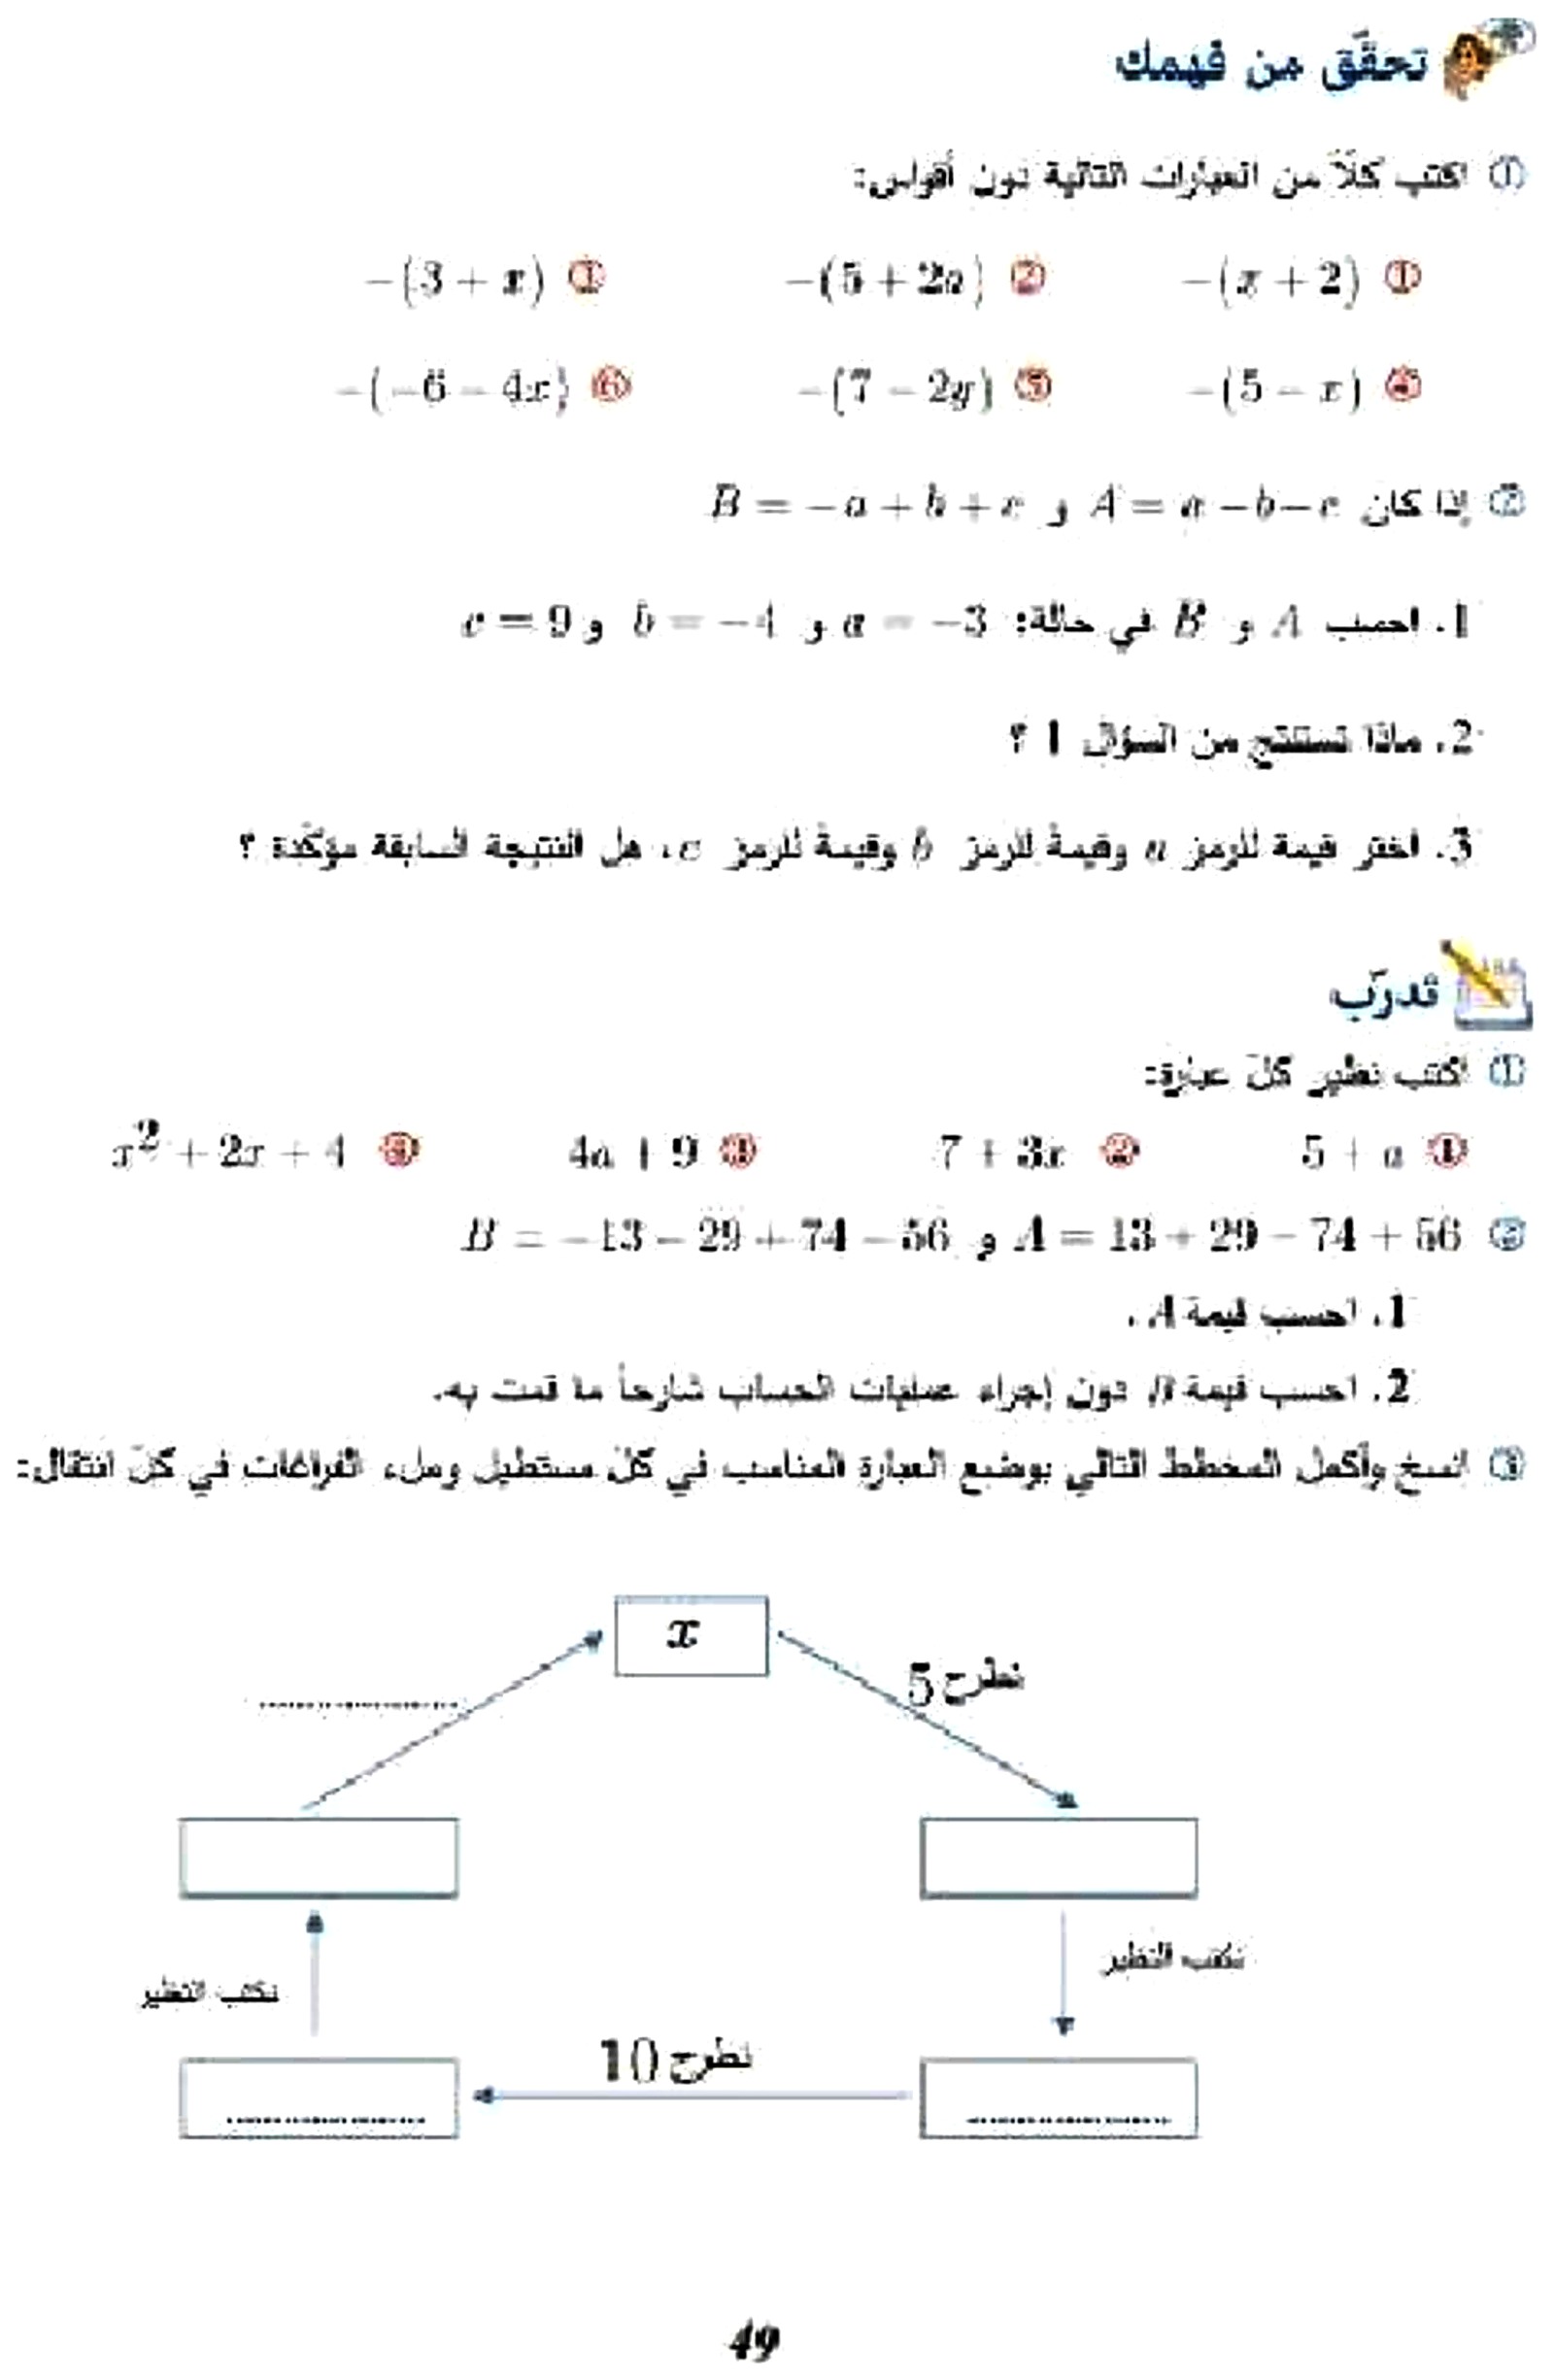 تحقّق من فهمك
① اكتب كلّاً من العبارات التالية دون أقواس:
① -(x + 2) ② -(5 + 2a) ③ -(3 + x)
④ -(5 - x) ⑤ -(7 - 2y) ⑥ -(-6 - 4x)
② إذا كان A = a - b - c و B = -a + b + c
1. احسب A و B في حالة: a = -3 و b = -4 و c = 9
2. ماذا تستنتج من السؤال 1 ؟
3. اختر قيمة للرمز a وقيمة للرمز b وقيمة للرمز c ، هل النتيجة السابقة مؤكّدة ؟
تدرّب
① اكتب نظير كلّ عبارة:
① 5 + a ② 7 + 3x ③ 4a + 9 ④ x² + 2x + 4
② A = 13 + 29 - 74 + 56 و B = -13 - 29 + 74 - 56
1. احسب قيمة A .
2. احسب قيمة B دون إجراء عمليات الحساب شارحاً ما قمت به.
③ انسخ وأكمل المخطط التالي بوضع العبارة المناسب في كلّ مستطيل وملء الفراغات في كلّ انتقال:
x
نطرح 5
نكتب النظير
نكتب النظير
نطرح 10
49